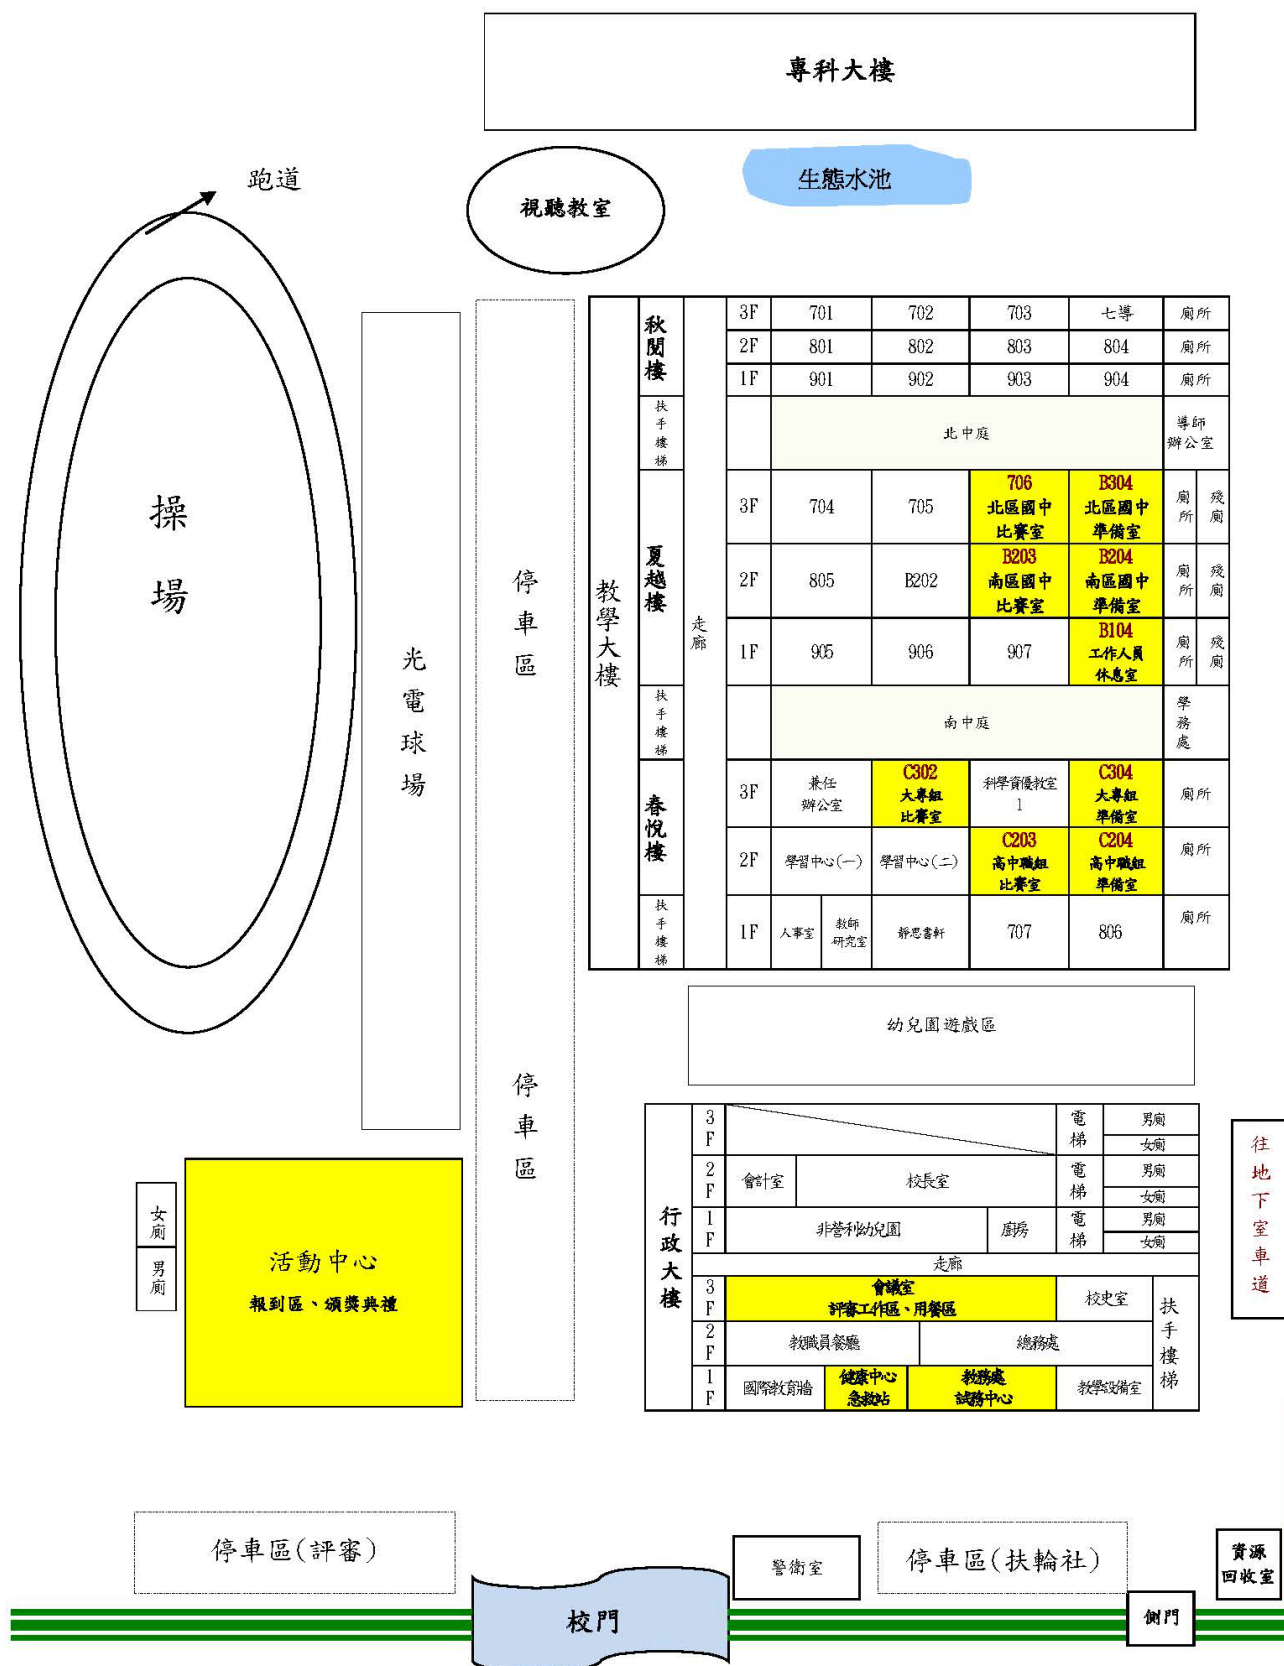 專科大樓
跑道
視聽教室
生態水池
操
場
光
電
球
場
停
車
區
停
車
區
教
學
大
樓
秋
閱
樓
走
廊
3F 701 702 703 七導 廁所
2F 801 802 803 804 廁所
1F 901 902 903 904 廁所
扶
手
樓
梯
北中庭
導師
辦公室
夏
越
樓
3F 704 705
706
北區國中
比賽室
B304
北區國中
準備室
廁
所
殘
廁
2F 805 B202
B203
南區國中
比賽室
B204
南區國中
準備室
廁
所
殘
廁
1F 905 906 907
B104
工作人員
休息室
廁
所
殘
廁
扶
手
樓
梯
南中庭
學
務
處
春
悅
樓
3F
兼任
辦公室
C302
大專組
比賽室
科學資優教室
1
C304
大專組
準備室
廁所
2F 學習中心(一) 學習中心(二)
C203
高中職組
比賽室
C204
高中職組
準備室
廁所
扶
手
樓
梯
1F 人事室
教師
研究室
靜思書軒 707 806 廁所
幼兒園遊戲區
行
政
大
樓
3
F
電
梯
男廁
女廁
2
F
會計室 校長室
電
梯
男廁
女廁
1
F
非營利幼兒園 廚房
電
梯
男廁
女廁
走廊
3
F
會議室
評審工作區、用餐區
校史室
扶
手
樓
梯
2
F
教職員餐廳 總務處
1
F
國際教育牆
健康中心
急救站
教務處
試務中心
教學設備室
往
地
下
室
車
道
女
廁
男
廁
活動中心
報到區、頒獎典禮
停車區(評審)
警衛室
停車區(扶輪社)
資源
回收室
校門
側門